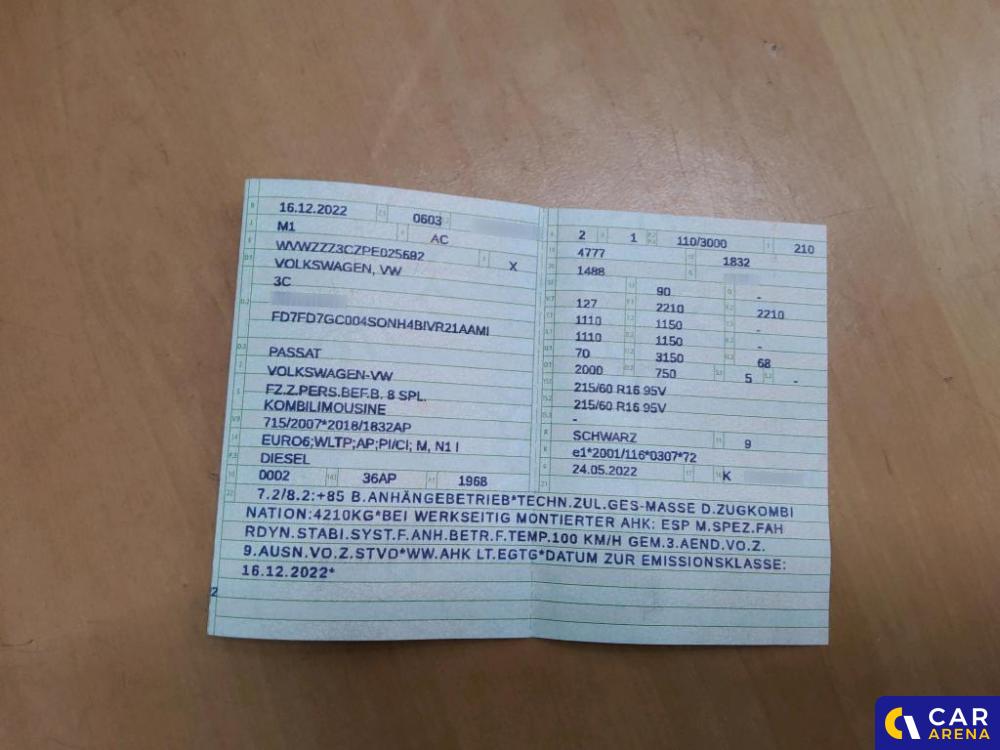 16.12.2022 0603
M1 AC
WVWZZZ3CZPE025692 X
VOLKSWAGEN, VW
3C
FD7FD7GC004SONH4BIVR21AAMI
PASSAT
VOLKSWAGEN-VW
FZ.Z.PERS.BEF.B. 8 SPL.
KOMBILIMOUSINE
715/2007*2018/1832AP
EURO6;WLTP;AP;PI/CI; M, N1 I
DIESEL
0002 36AP 1968
2 1 110/3000 210
4777 1832
1488
90 -
127 2210 2210
1110 1150 -
1110 1150 -
70 3150 68
2000 750 5 -
215/60 R16 95V
215/60 R16 95V
-
SCHWARZ 9
e1*2001/116*0307*72
24.05.2022 K
7.2/8.2:+85 B.ANHÄNGEBETRIEB*TECHN.ZUL.GES-MASSE D.ZUGKOMBI
NATION:4210KG*BEI WERKSEITIG MONTIERTER AHK: ESP M.SPEZ.FAH
RDYN.STABI.SYST.F.ANH.BETR.F.TEMP.100 KM/H GEM.3.AEND.VO.Z.
9.AUSN.VO.Z.STVO*WW.AHK LT.EGTG*DATUM ZUR EMISSIONSKLASSE:
16.12.2022*
2
CAR
ARENA